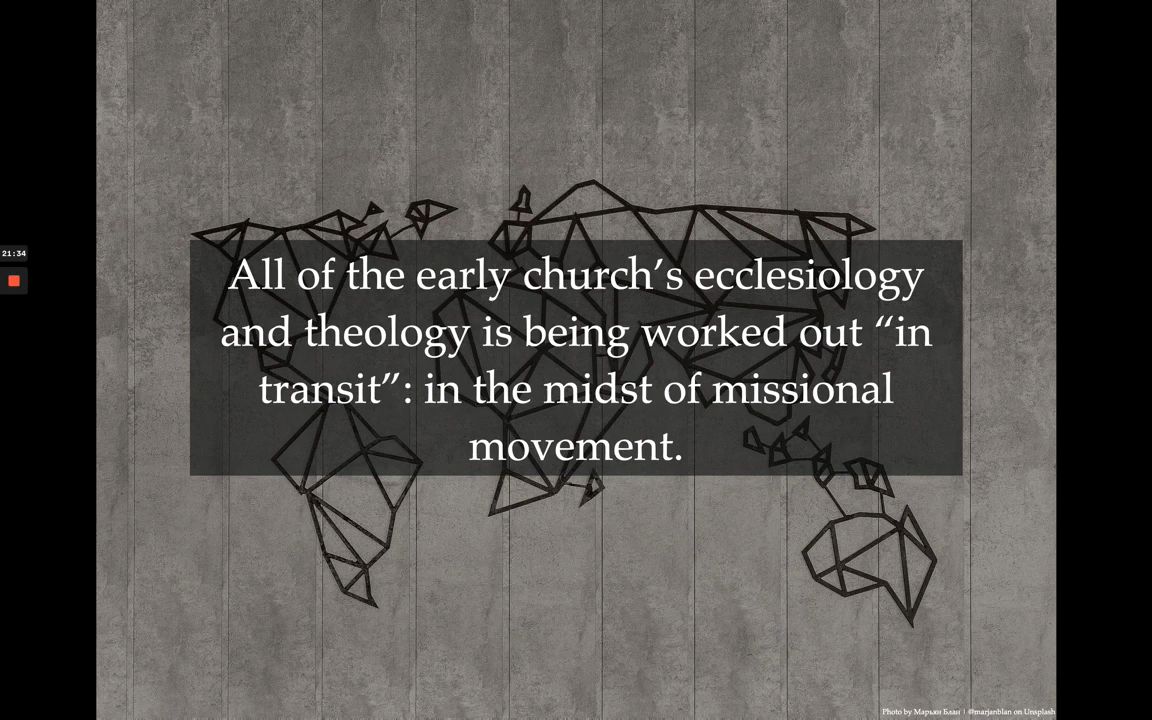 21:34
All of the early church’s ecclesiology
and theology is being worked out “in
transit”: in the midst of missional
movement.
Photo by Марьян Блан | @marjanblan on Unsplash